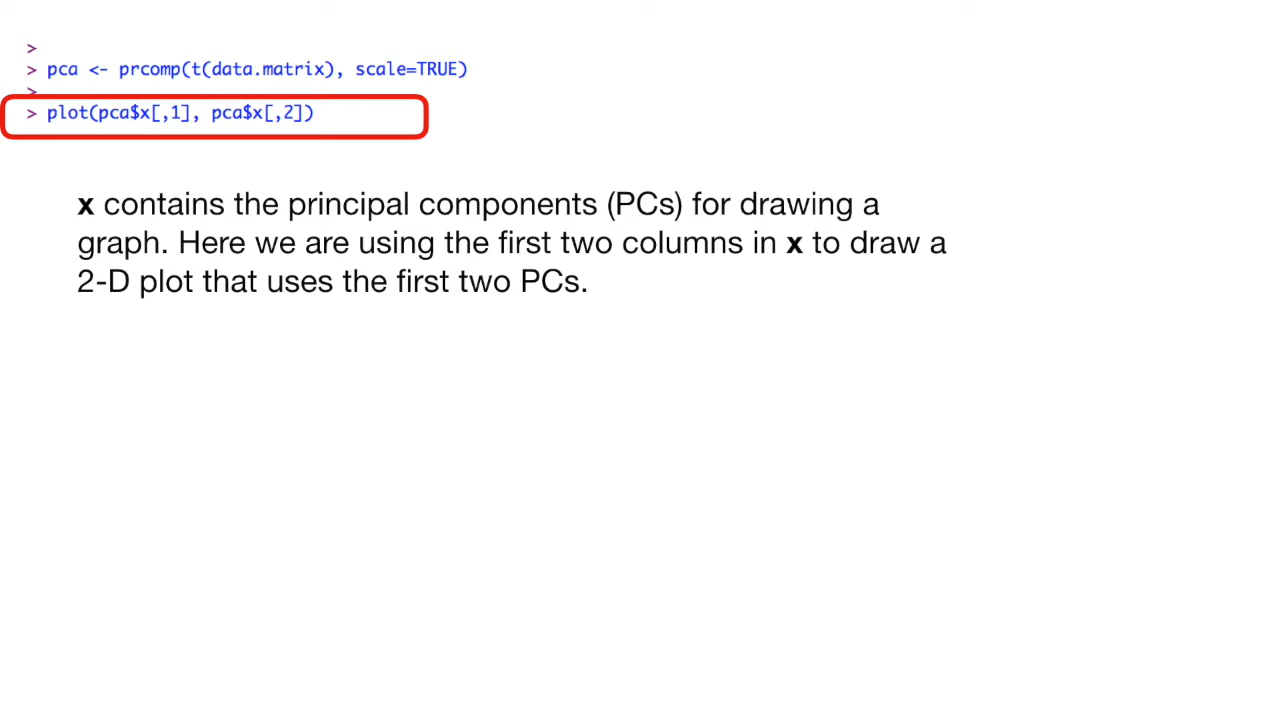 >
> pca <- prcomp(t(data.matrix), scale=TRUE)
>
> plot(pca$x[,1], pca$x[,2])
x contains the principal components (PCs) for drawing a
graph. Here we are using the first two columns in x to draw a
2-D plot that uses the first two PCs.